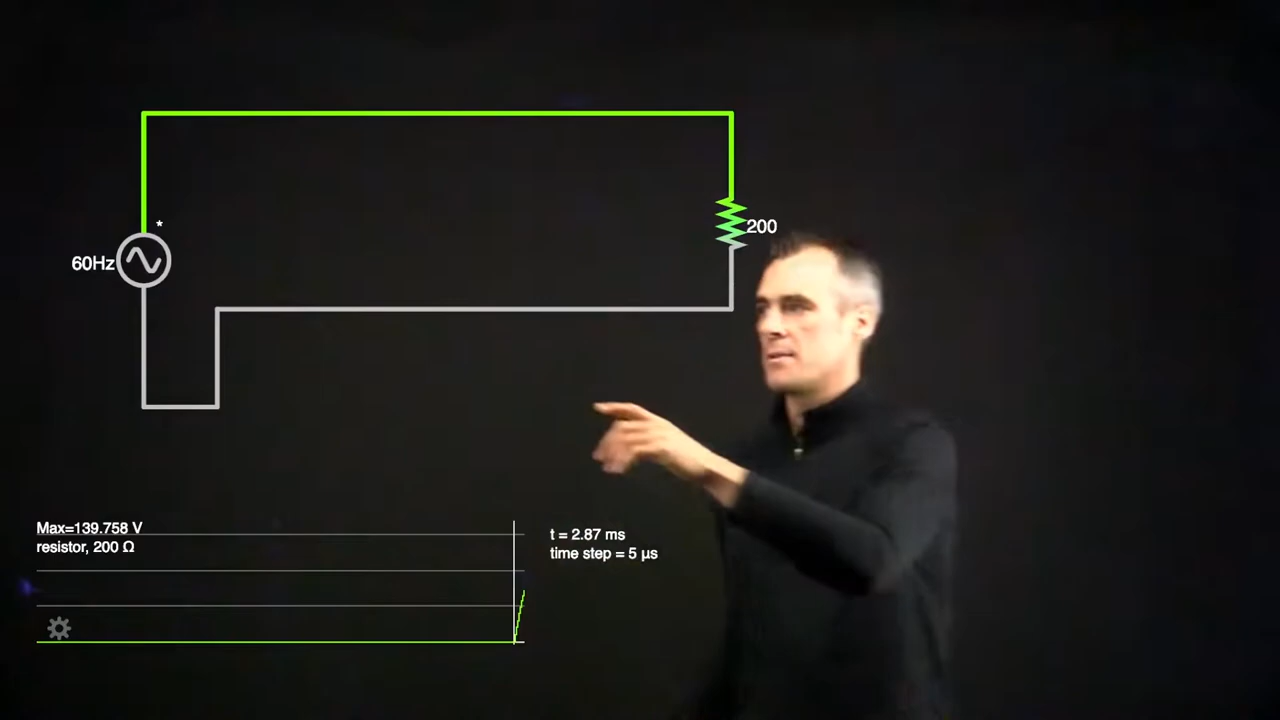 *
200
60Hz
Max=139.758 V
resistor, 200 Ω
t = 2.87 ms
time step = 5 µs